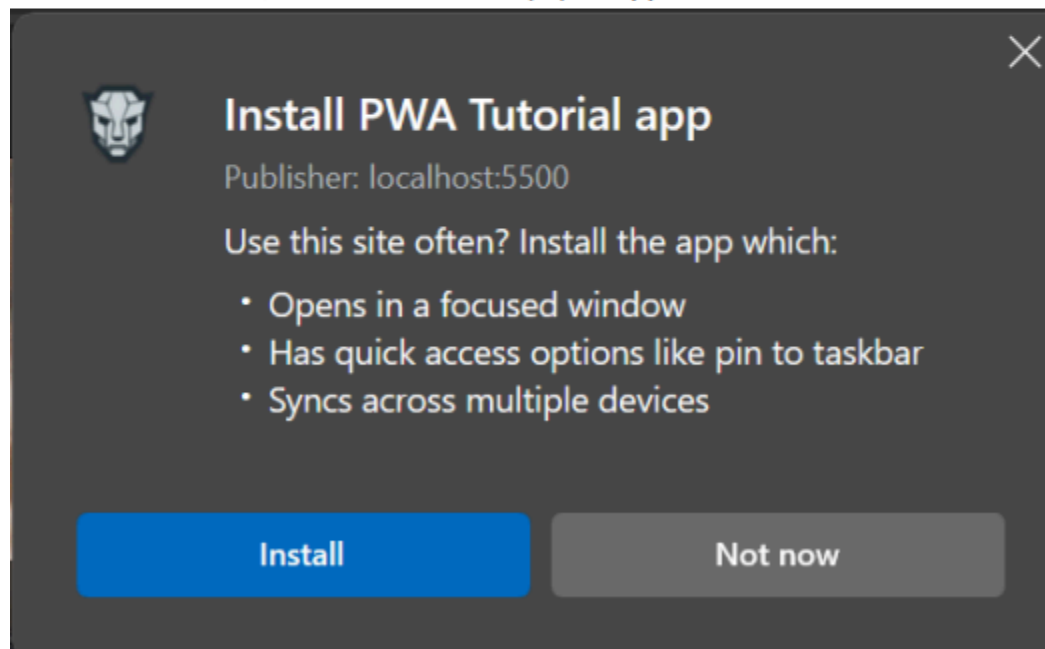 Install PWA Tutorial app
Publisher: localhost:5500
Use this site often? Install the app which:
• Opens in a focused window
• Has quick access options like pin to taskbar
• Syncs across multiple devices
Install
Not now